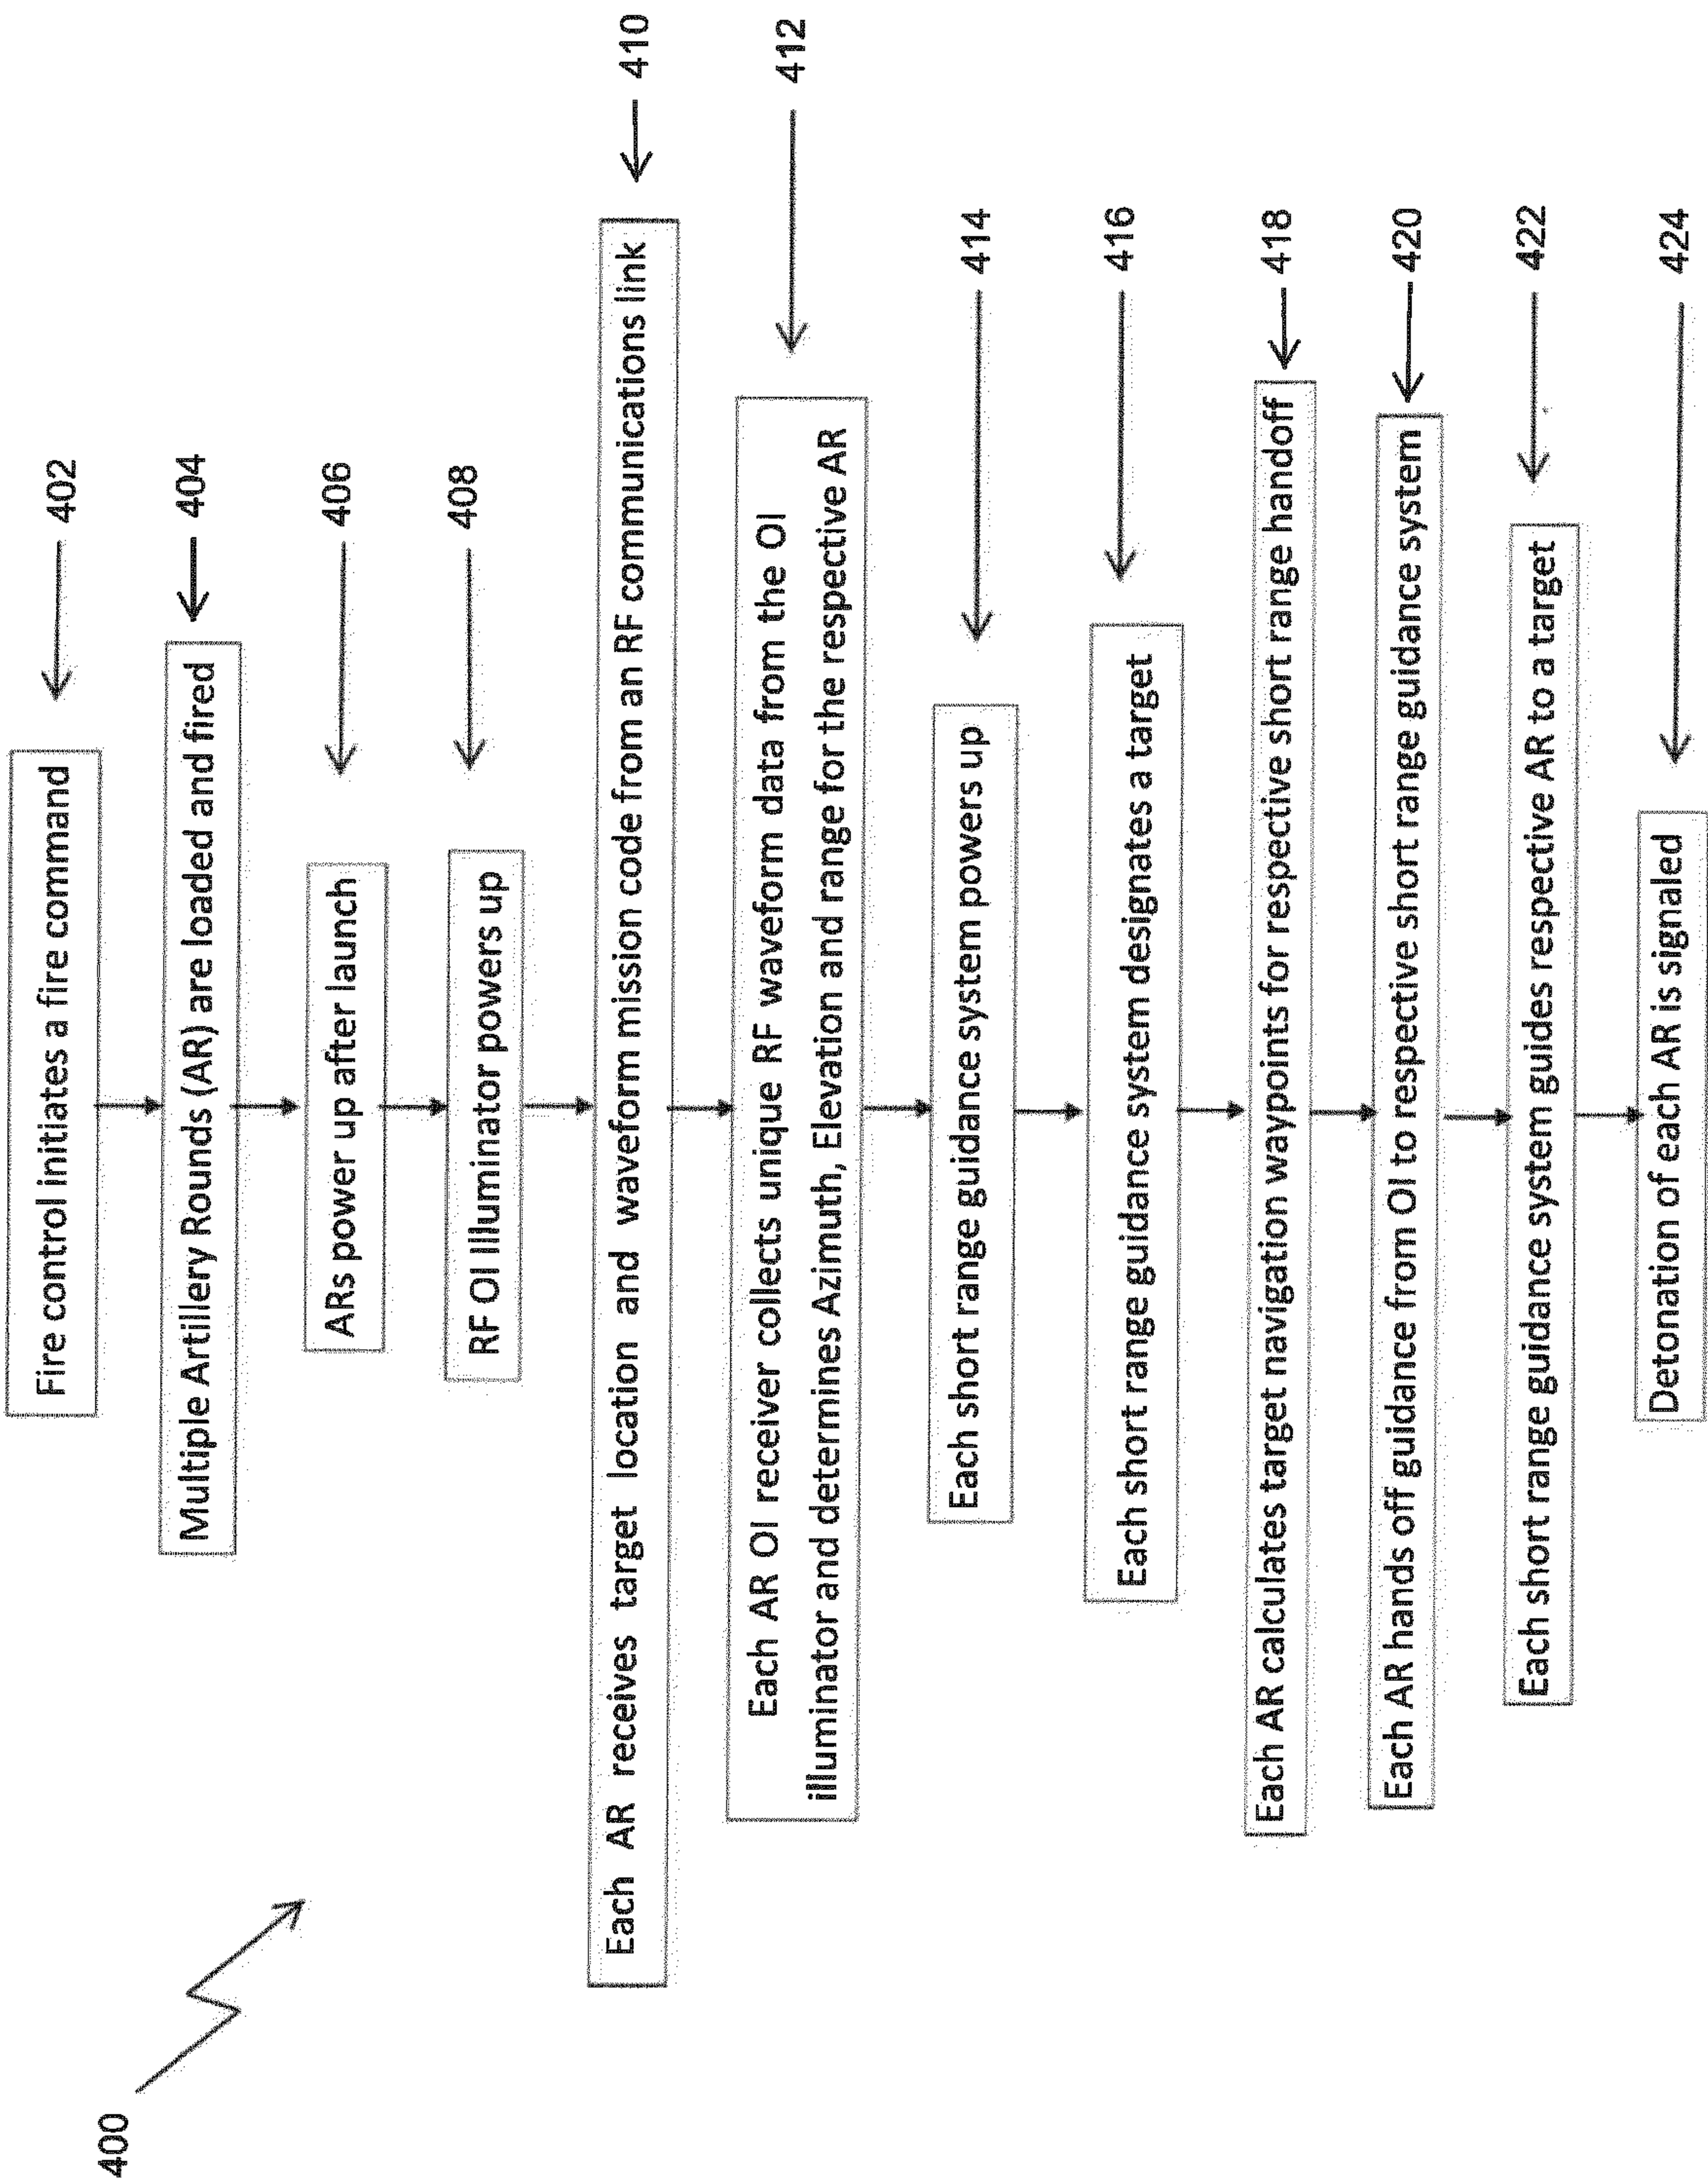 400
Fire control initiates a fire command
402
Multiple Artillery Rounds (AR) are loaded and fired
404
ARs power up after launch
406
RF OI Illuminator powers up
408
Each AR receives target location and waveform mission code from an RF communications link
410
Each AR OI receiver collects unique RF waveform data from the OI
illuminator and determines Azimuth, Elevation and range for the respective AR
412
Each short range guidance system powers up
414
Each short range guidance system designates a target
416
Each AR calculates target navigation waypoints for respective short range handoff
418
Each AR hands off guidance from OI to respective short range guidance system
420
Each short range guidance system guides respective AR to a target
422
Detonation of each AR is signaled
424